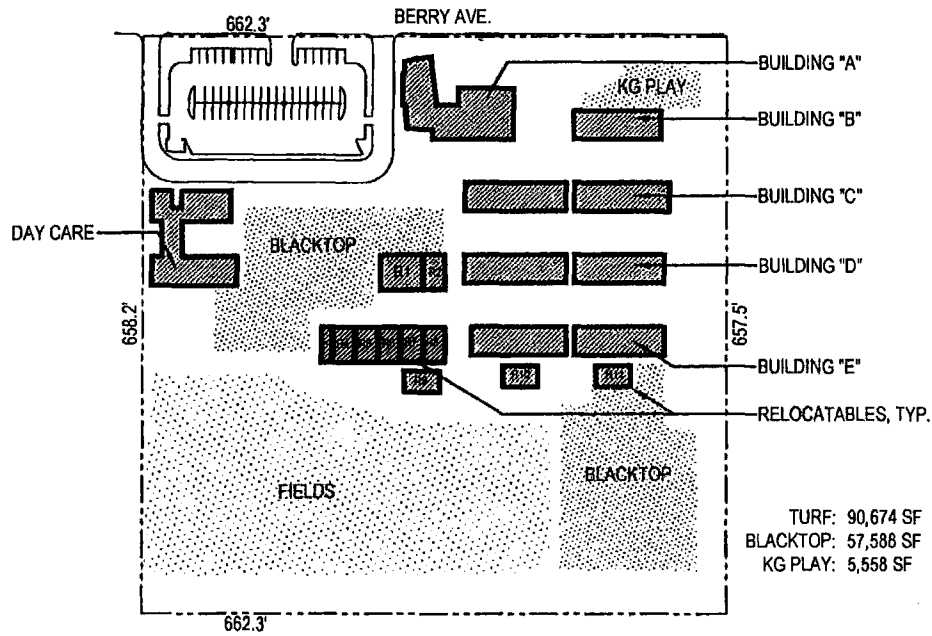 BERRY AVE.
662.3'
BUILDING "A"
KG PLAY
BUILDING "B"
BUILDING "C"
DAY CARE
BLACKTOP
BUILDING "D"
R1
658.2'
657.5'
BUILDING "E"
RELOCATABLES, TYP.
BLACKTOP
FIELDS
TURF: 90,674 SF
BLACKTOP: 57,588 SF
KG PLAY: 5,558 SF
662.3'